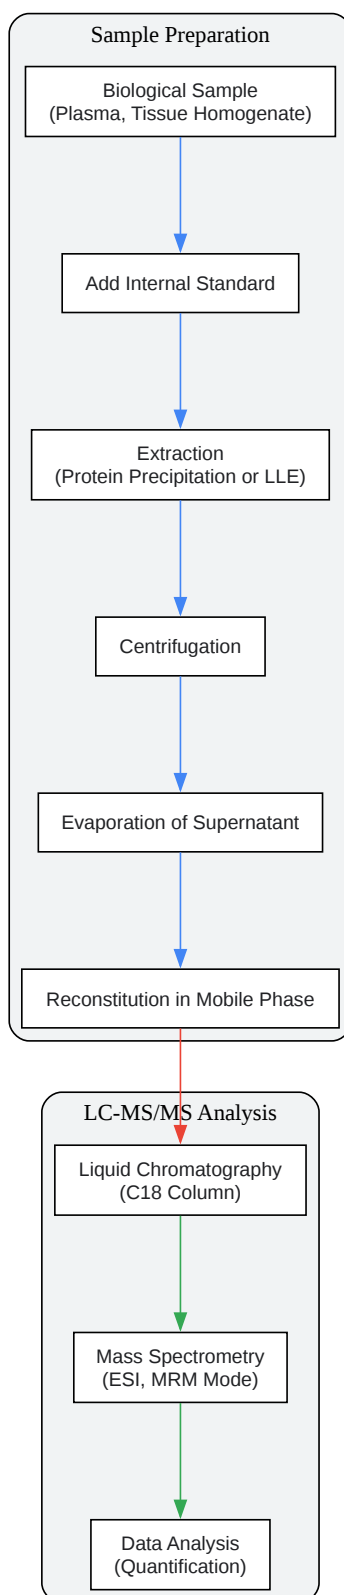 Sample Preparation
Biological Sample
(Plasma, Tissue Homogenate)
Add Internal Standard
Extraction
(Protein Precipitation or LLE)
Centrifugation
Evaporation of Supernatant
Reconstitution in Mobile Phase
LC-MS/MS Analysis
Liquid Chromatography
(C18 Column)
Mass Spectrometry
(ESI, MRM Mode)
Data Analysis
(Quantification)